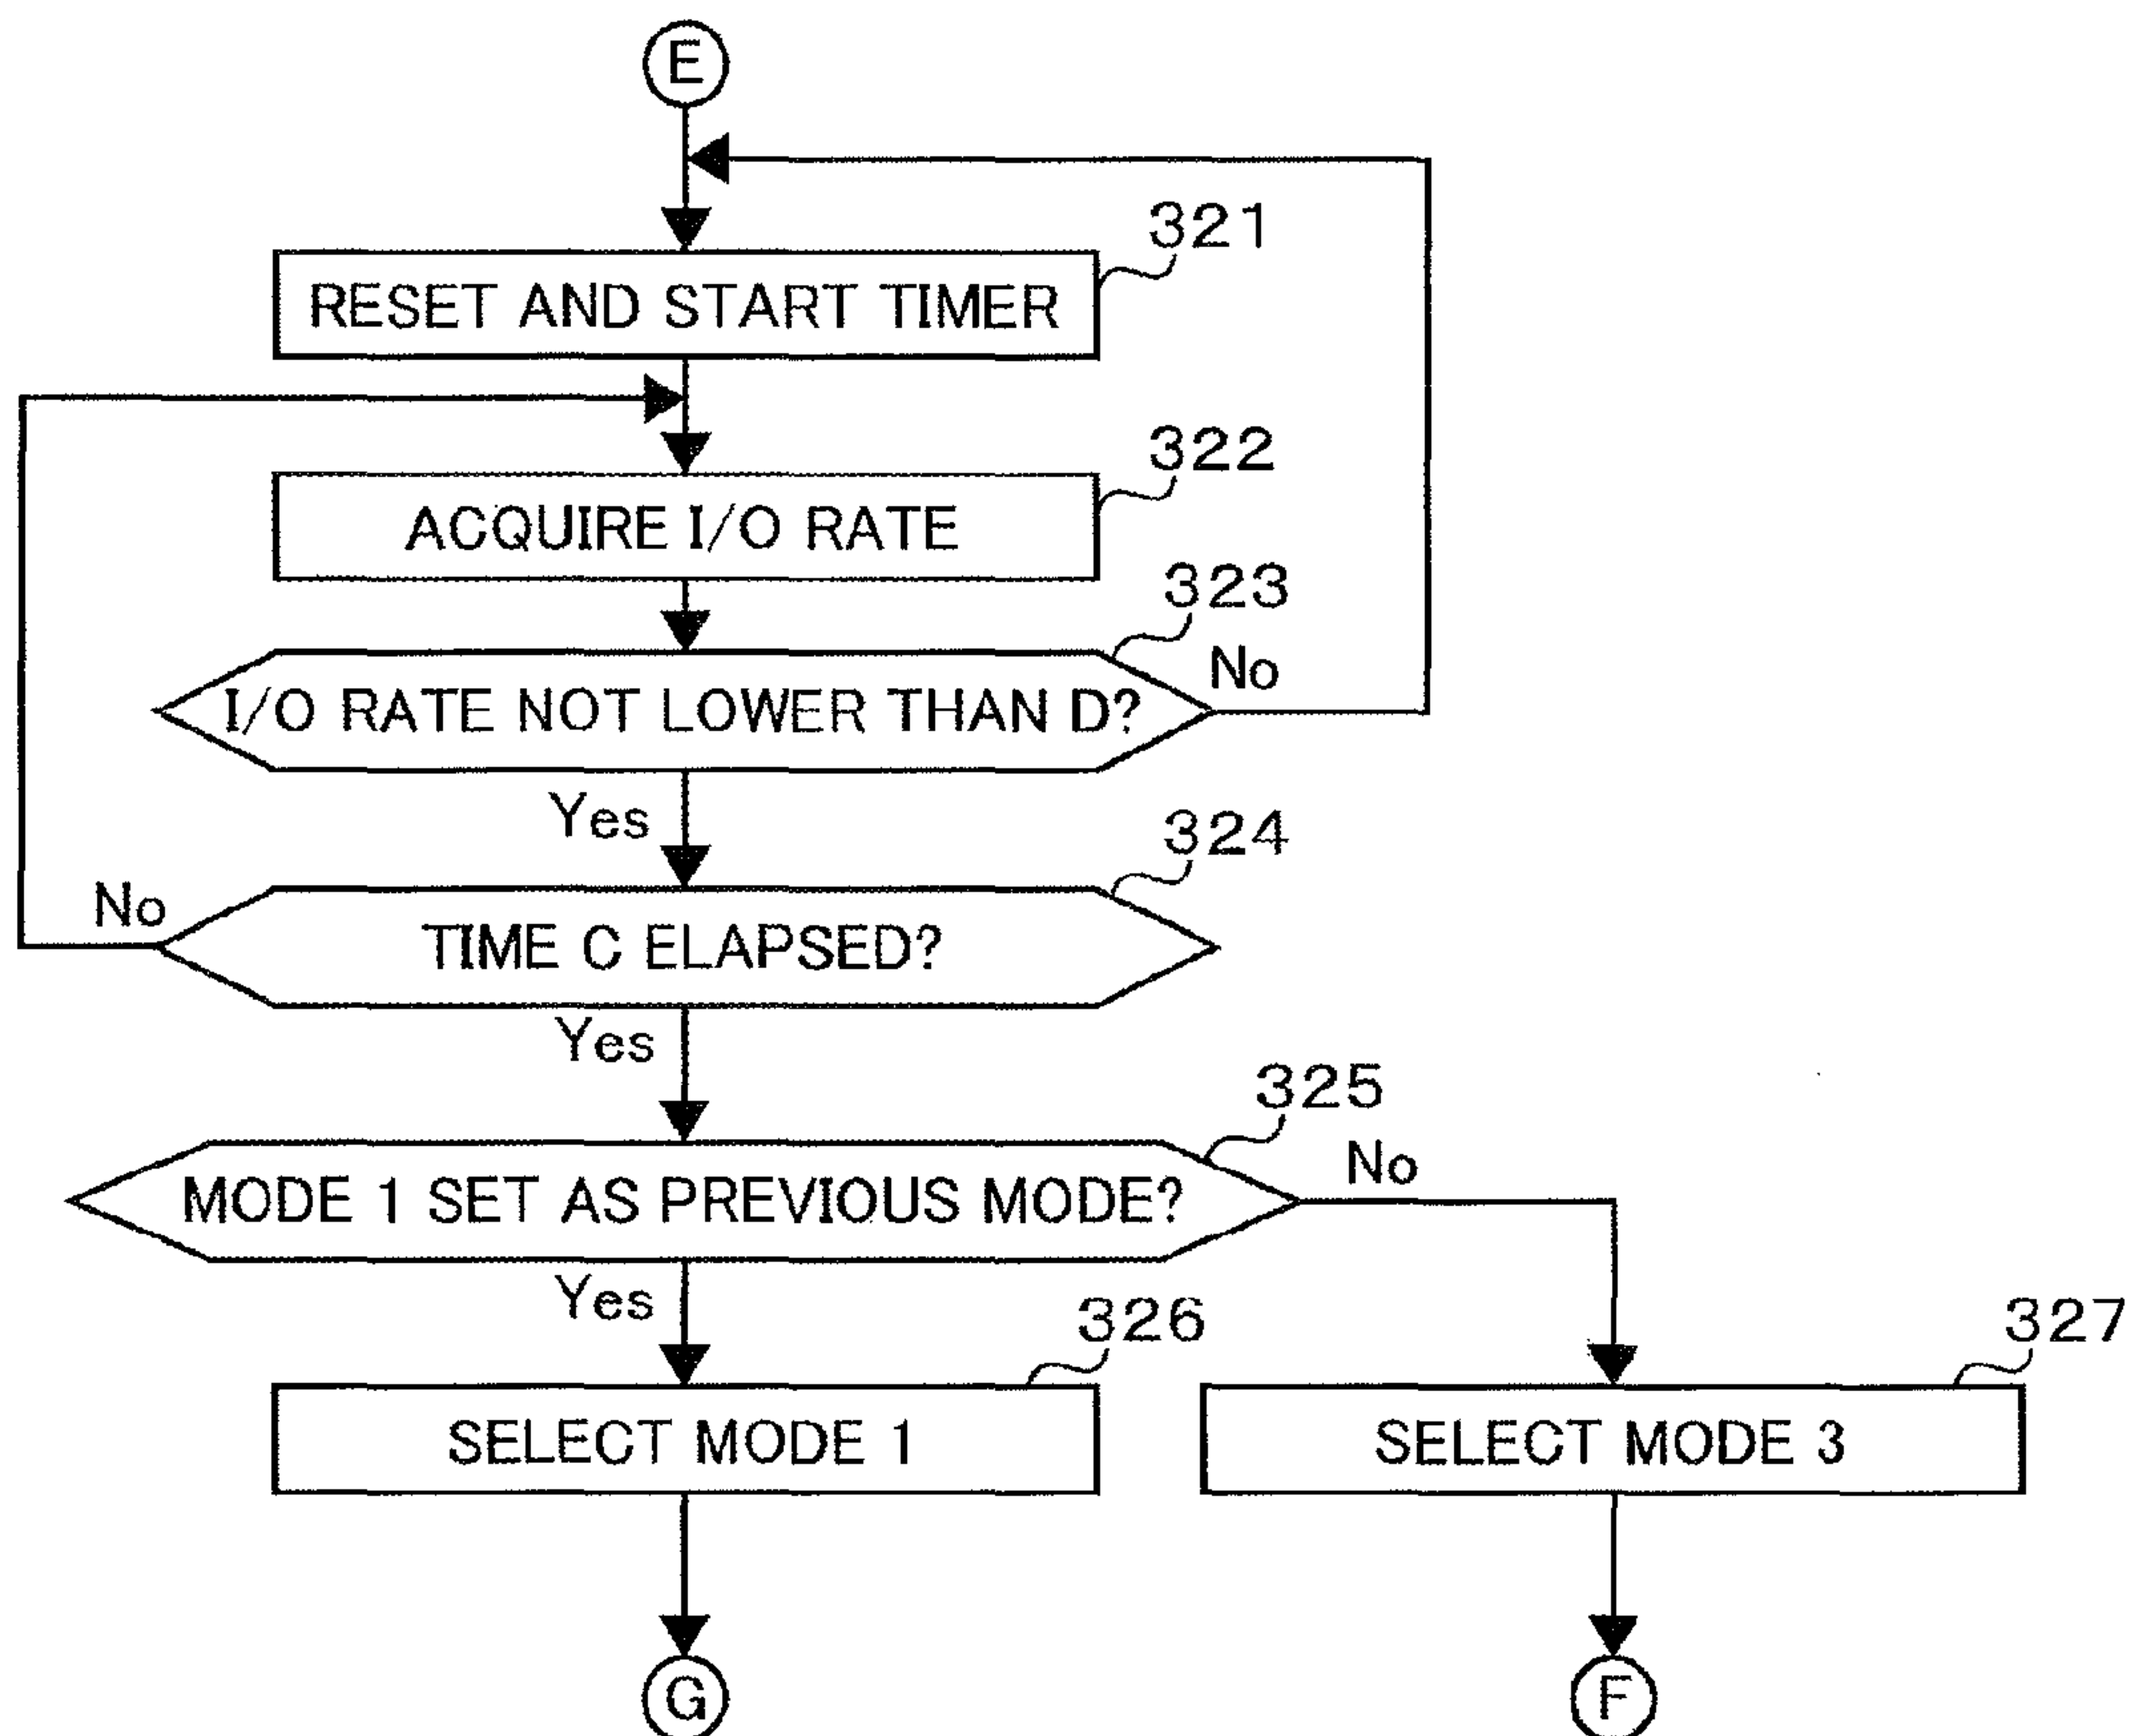 E
321
RESET AND START TIMER
322
ACQUIRE I/O RATE
323
I/O RATE NOT LOWER THAN D?
No
Yes
324
No
TIME C ELAPSED?
Yes
325
MODE 1 SET AS PREVIOUS MODE?
No
Yes
326
327
SELECT MODE 1
SELECT MODE 3
G
F